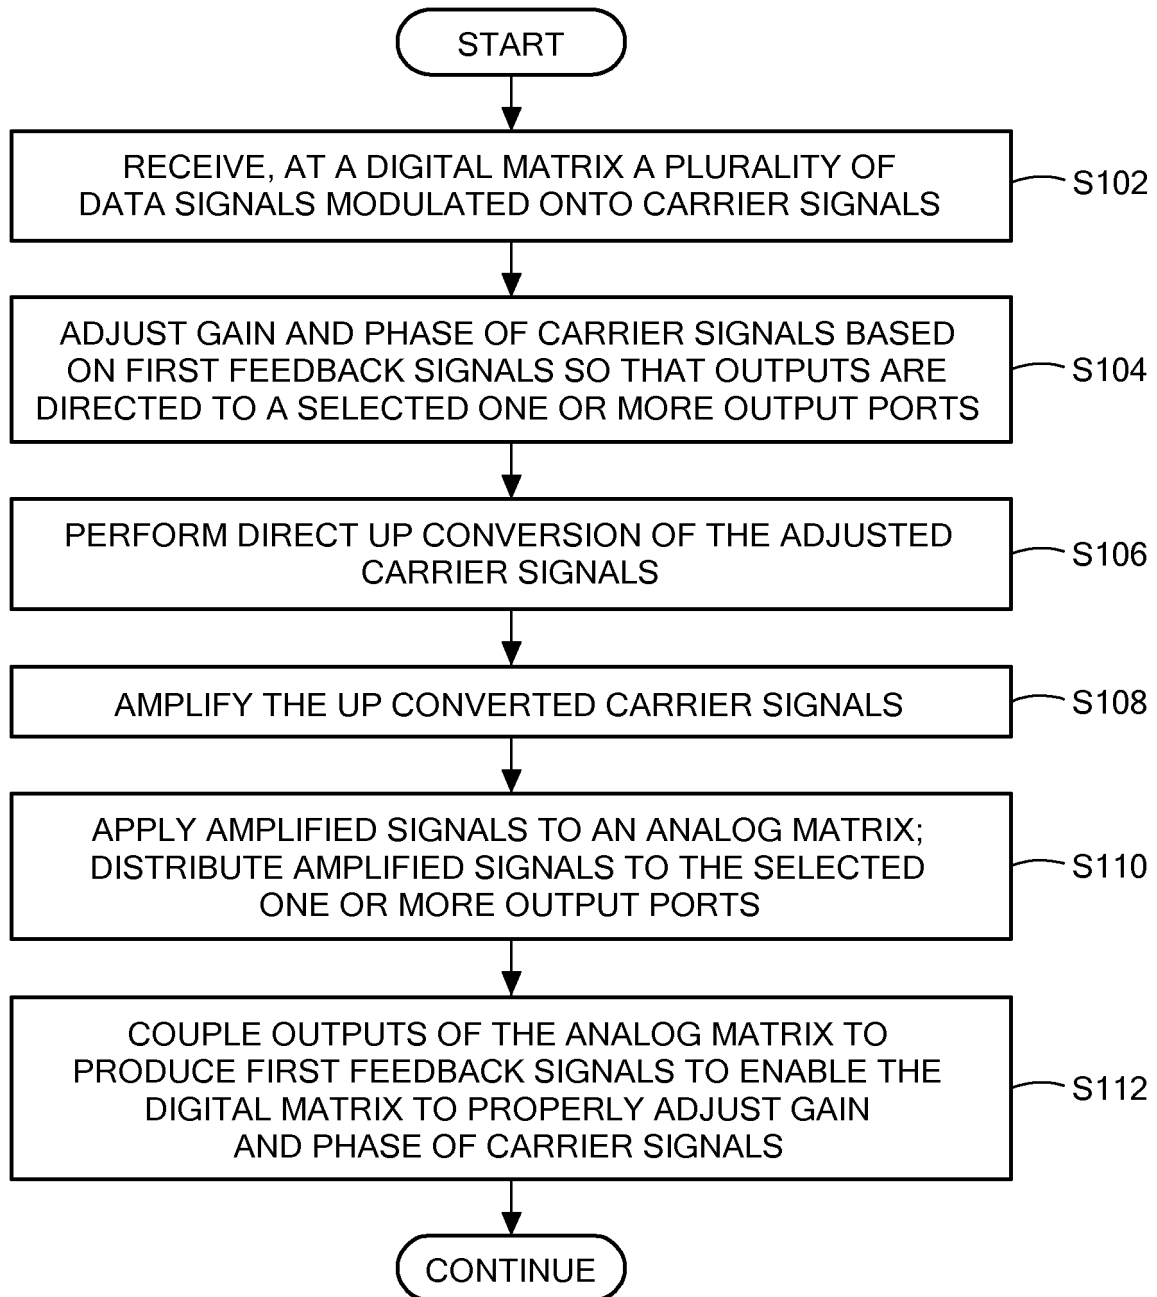 START
RECEIVE, AT A DIGITAL MATRIX A PLURALITY OF
DATA SIGNALS MODULATED ONTO CARRIER SIGNALS
S102
ADJUST GAIN AND PHASE OF CARRIER SIGNALS BASED
ON FIRST FEEDBACK SIGNALS SO THAT OUTPUTS ARE
DIRECTED TO A SELECTED ONE OR MORE OUTPUT PORTS
S104
PERFORM DIRECT UP CONVERSION OF THE ADJUSTED
CARRIER SIGNALS
S106
AMPLIFY THE UP CONVERTED CARRIER SIGNALS
S108
APPLY AMPLIFIED SIGNALS TO AN ANALOG MATRIX;
DISTRIBUTE AMPLIFIED SIGNALS TO THE SELECTED
ONE OR MORE OUTPUT PORTS
S110
COUPLE OUTPUTS OF THE ANALOG MATRIX TO
PRODUCE FIRST FEEDBACK SIGNALS TO ENABLE THE
DIGITAL MATRIX TO PROPERLY ADJUST GAIN
AND PHASE OF CARRIER SIGNALS
S112
CONTINUE